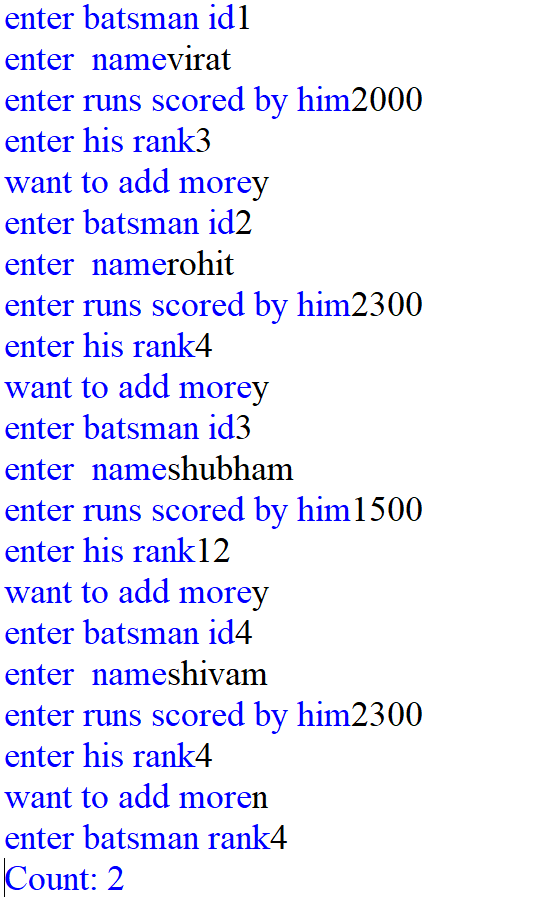 enter batsman id1
enter  namevirat
enter runs scored by him2000
enter his rank3
want to add morey
enter batsman id2
enter  namerohit
enter runs scored by him2300
enter his rank4
want to add morey
enter batsman id3
enter  nameshubham
enter runs scored by him1500
enter his rank12
want to add morey
enter batsman id4
enter  nameshivam
enter runs scored by him2300
enter his rank4
want to add moren
enter batsman rank4
Count: 2